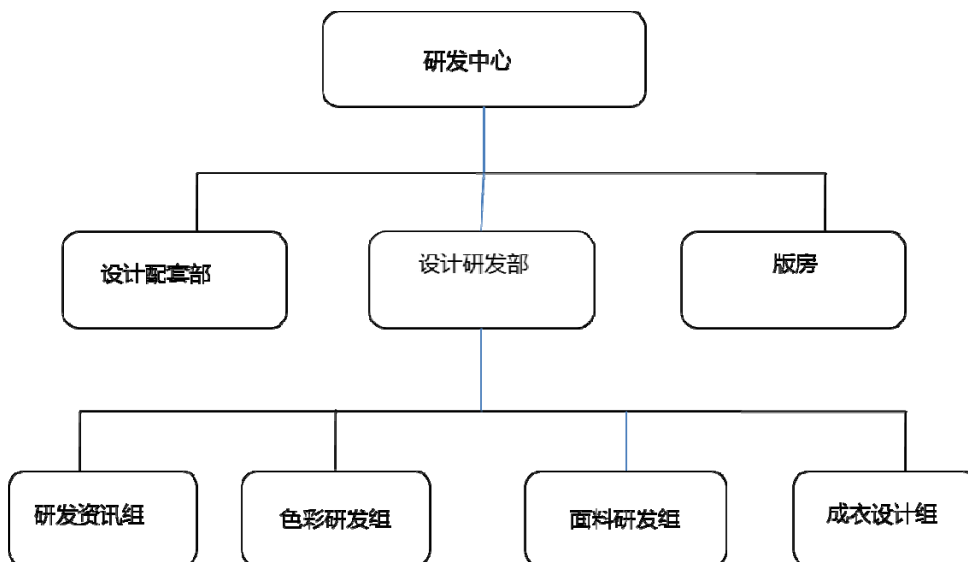 研发中心
设计配套部
设计研发部
版房
研发资讯组
色彩研发组
面料研发组
成衣设计组